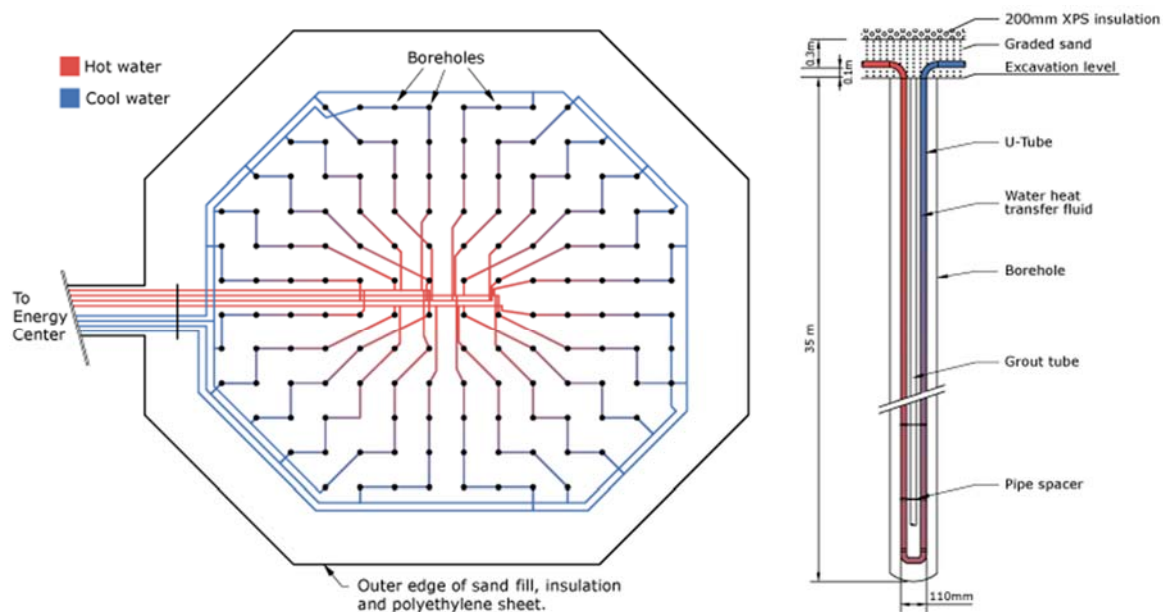 Hot water
Cool water
Boreholes
To
Energy
Center
Outer edge of sand fill, insulation
and polyethylene sheet.
200mm XPS insulation
Graded sand
Excavation level
0.3m
0.1m
U-Tube
Water heat
transfer fluid
Borehole
35 m
Grout tube
Pipe spacer
110mm